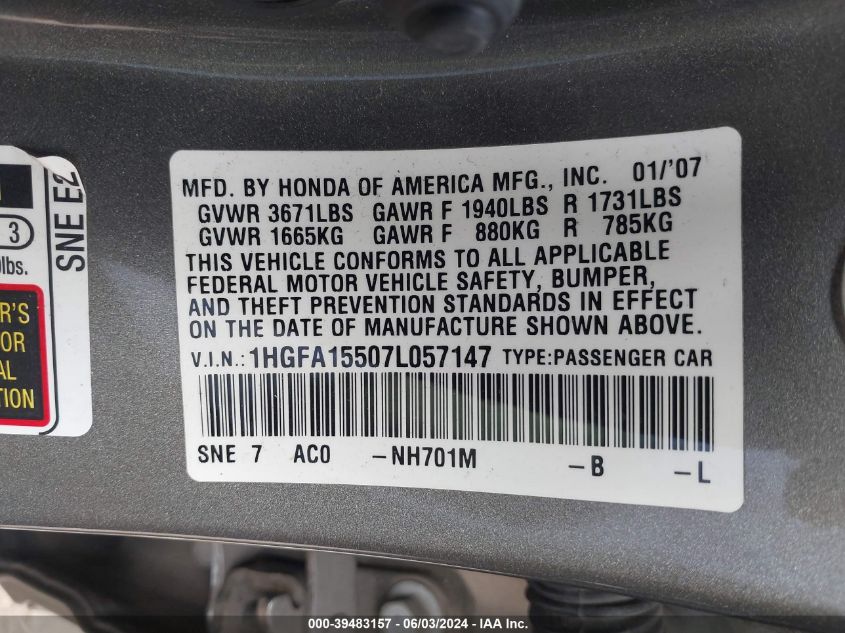 3
lbs.
SNE E2
MFD. BY HONDA OF AMERICA MFG., INC. 01/'07
GVWR 3671LBS GAWR F 1940LBS R 1731LBS
GVWR 1665KG GAWR F 880KG R 785KG
THIS VEHICLE CONFORMS TO ALL APPLICABLE
FEDERAL MOTOR VEHICLE SAFETY, BUMPER,
AND THEFT PREVENTION STANDARDS IN EFFECT
ON THE DATE OF MANUFACTURE SHOWN ABOVE.
V.I.N.: 1HGFA15507L057147 TYPE:PASSENGER CAR
SNE 7 AC0 -NH701M -B -L
000-39483157 - 06/03/2024 - IAA Inc.